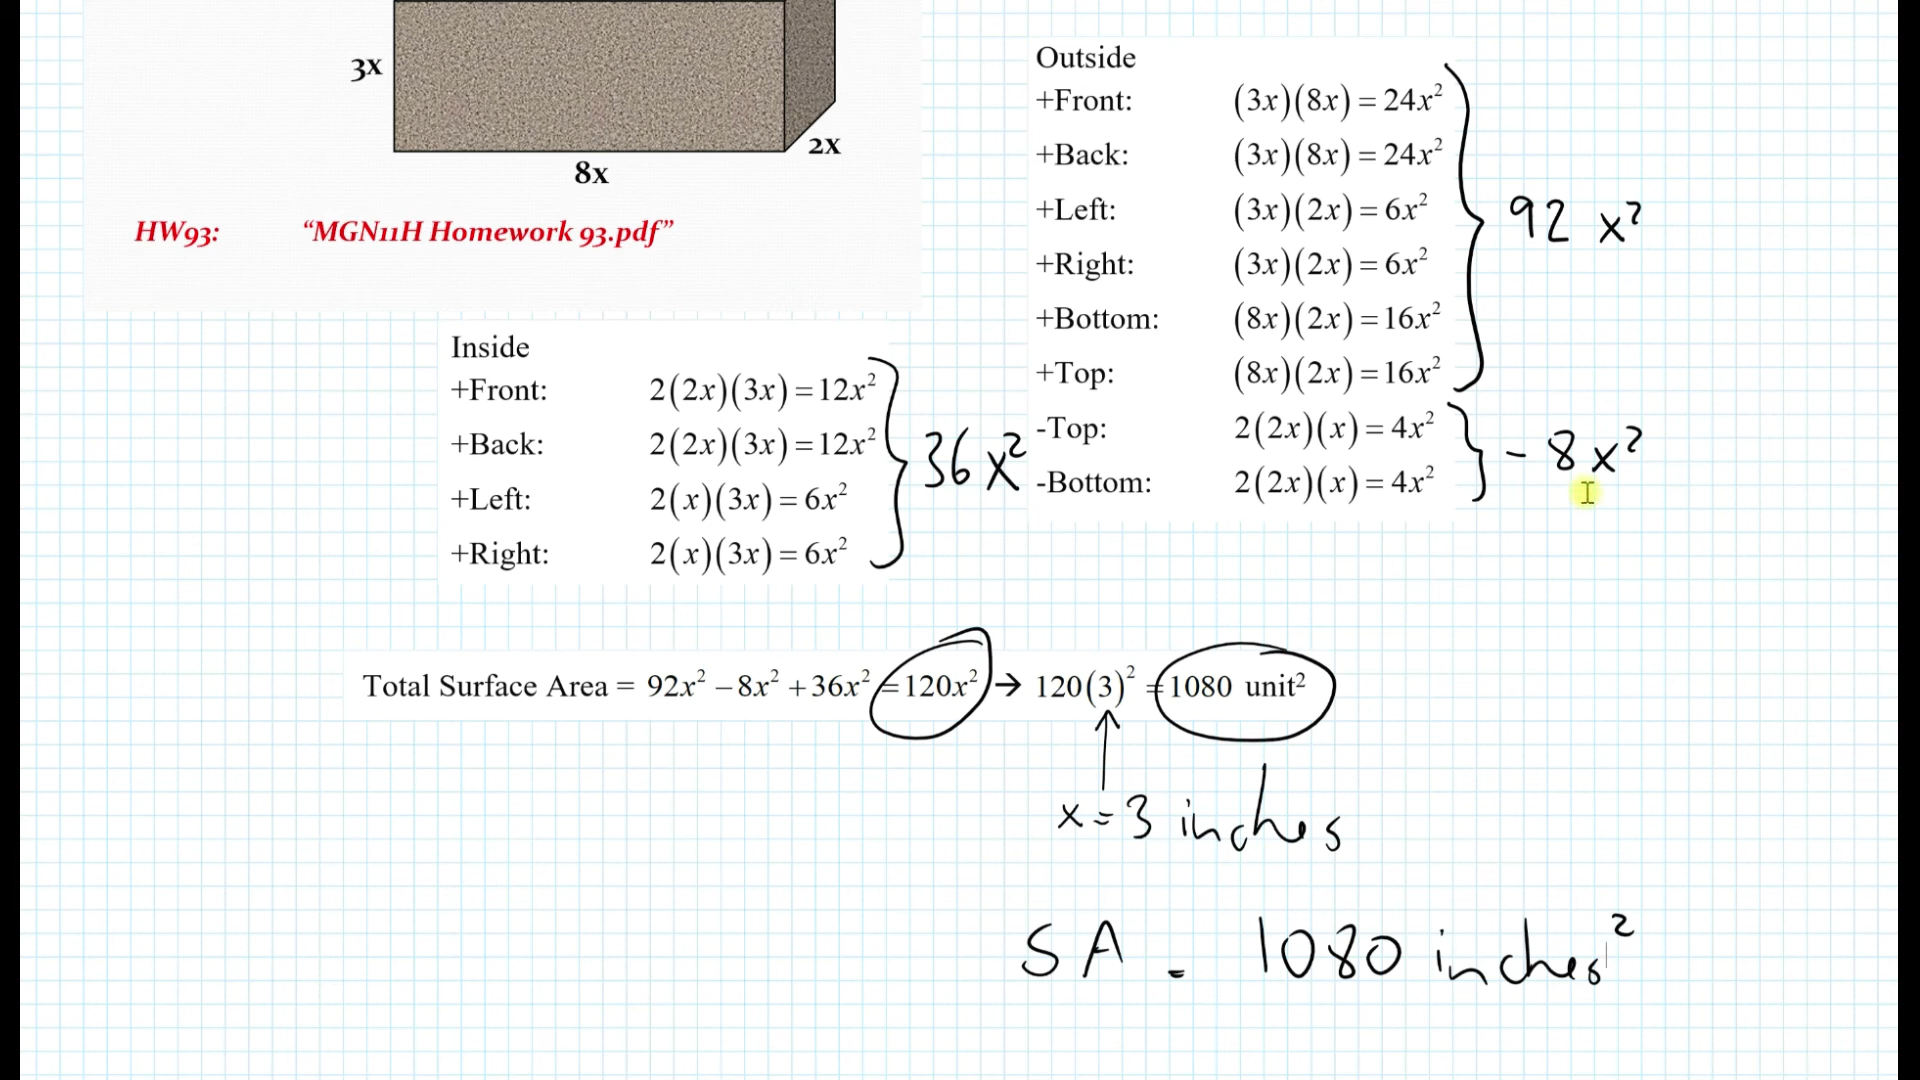 3x
2x
8x
HW93: “MGN11H Homework 93.pdf”
Inside
+Front: 2(2x)(3x) = 12x²
+Back: 2(2x)(3x) = 12x²
+Left: 2(x)(3x) = 6x²
+Right: 2(x)(3x) = 6x²
36x²
Outside
+Front: (3x)(8x) = 24x²
+Back: (3x)(8x) = 24x²
+Left: (3x)(2x) = 6x²
+Right: (3x)(2x) = 6x²
+Bottom: (8x)(2x) = 16x²
+Top: (8x)(2x) = 16x²
92 x²
-Top: 2(2x)(x) = 4x²
-Bottom: 2(2x)(x) = 4x²
- 8x²
Total Surface Area = 92x² – 8x² + 36x² = 120x² → 120(3)² = 1080 unit²
x = 3 inches
SA = 1080 inches²